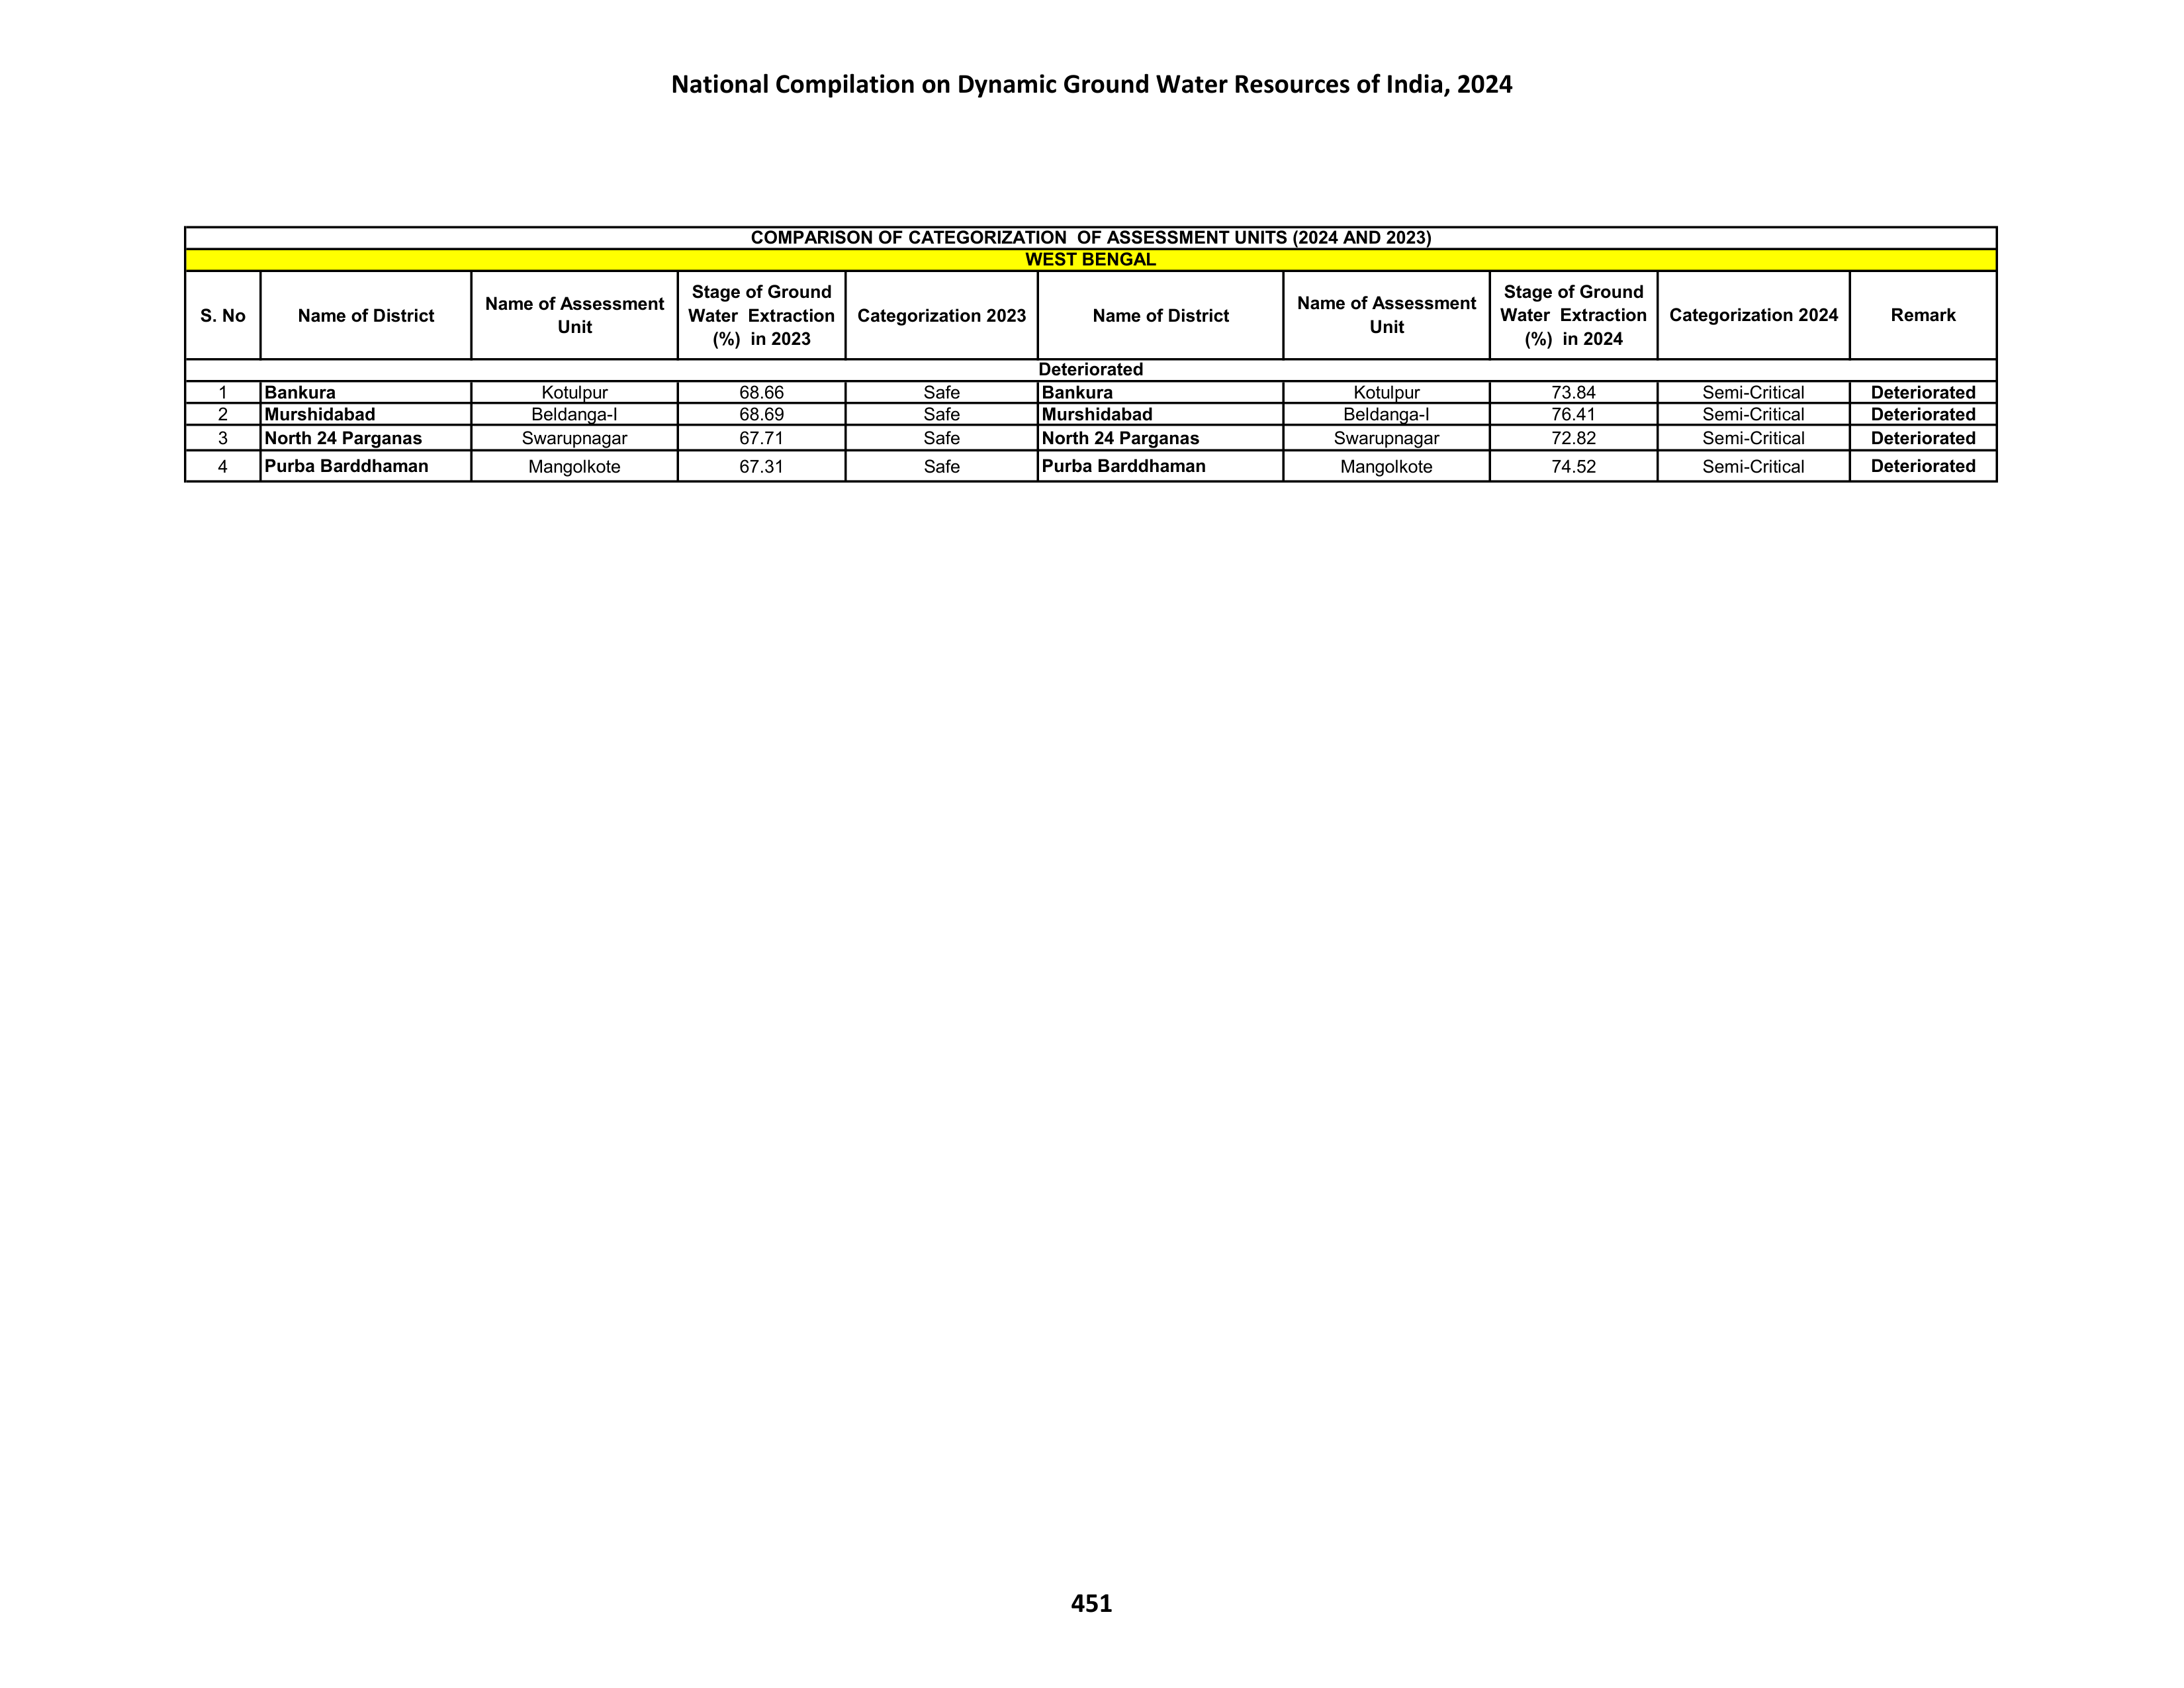 National Compilation on Dynamic Ground Water Resources of India, 2024
COMPARISON OF CATEGORIZATION OF ASSESSMENT UNITS (2024 AND 2023)
WEST BENGAL
S. No Name of District Name of Assessment Unit Stage of Ground Water Extraction (%) in 2023 Categorization 2023 Name of District Name of Assessment Unit Stage of Ground Water Extraction (%) in 2024 Categorization 2024 Remark
Deteriorated
1 Bankura Kotulpur 68.66 Safe Bankura Kotulpur 73.84 Semi-Critical Deteriorated
2 Murshidabad Beldanga-I 68.69 Safe Murshidabad Beldanga-I 76.41 Semi-Critical Deteriorated
3 North 24 Parganas Swarupnagar 67.71 Safe North 24 Parganas Swarupnagar 72.82 Semi-Critical Deteriorated
4 Purba Barddhaman Mangolkote 67.31 Safe Purba Barddhaman Mangolkote 74.52 Semi-Critical Deteriorated
451